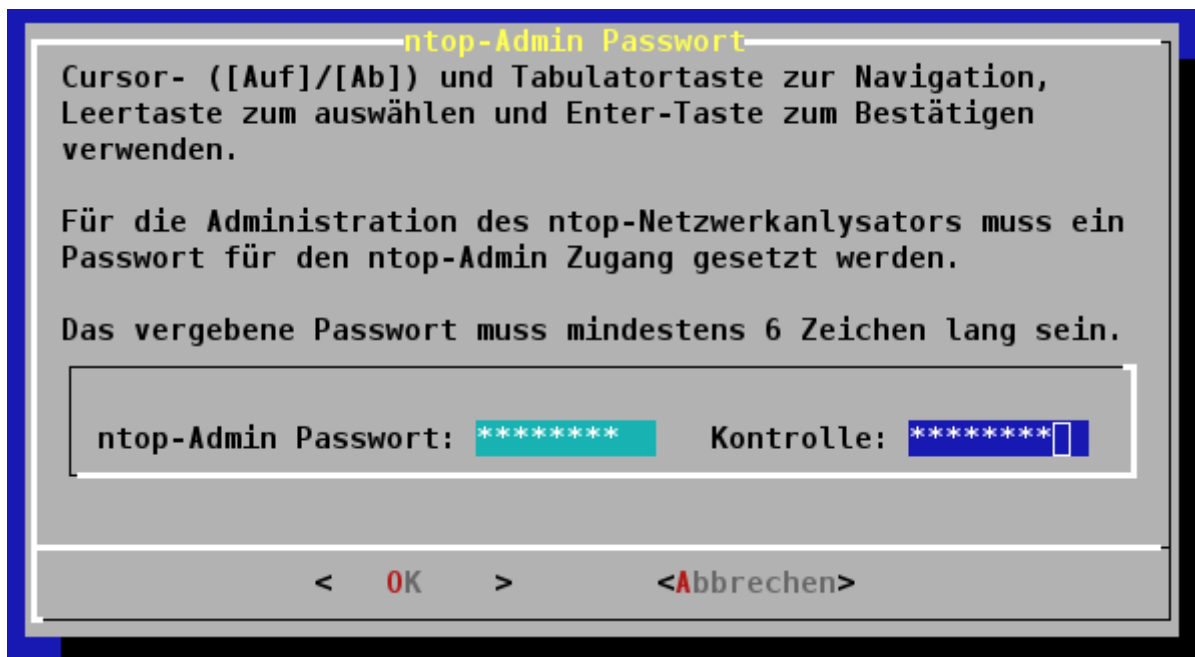 ntop-Admin Passwort
Cursor- ([Auf]/[Ab]) und Tabulatortaste zur Navigation,
Leertaste zum auswählen und Enter-Taste zum Bestätigen
verwenden.
Für die Administration des ntop-Netzwerkanlysators muss ein
Passwort für den ntop-Admin Zugang gesetzt werden.
Das vergebene Passwort muss mindestens 6 Zeichen lang sein.
ntop-Admin Passwort: ******** Kontrolle: ********
< OK > <Abbrechen>